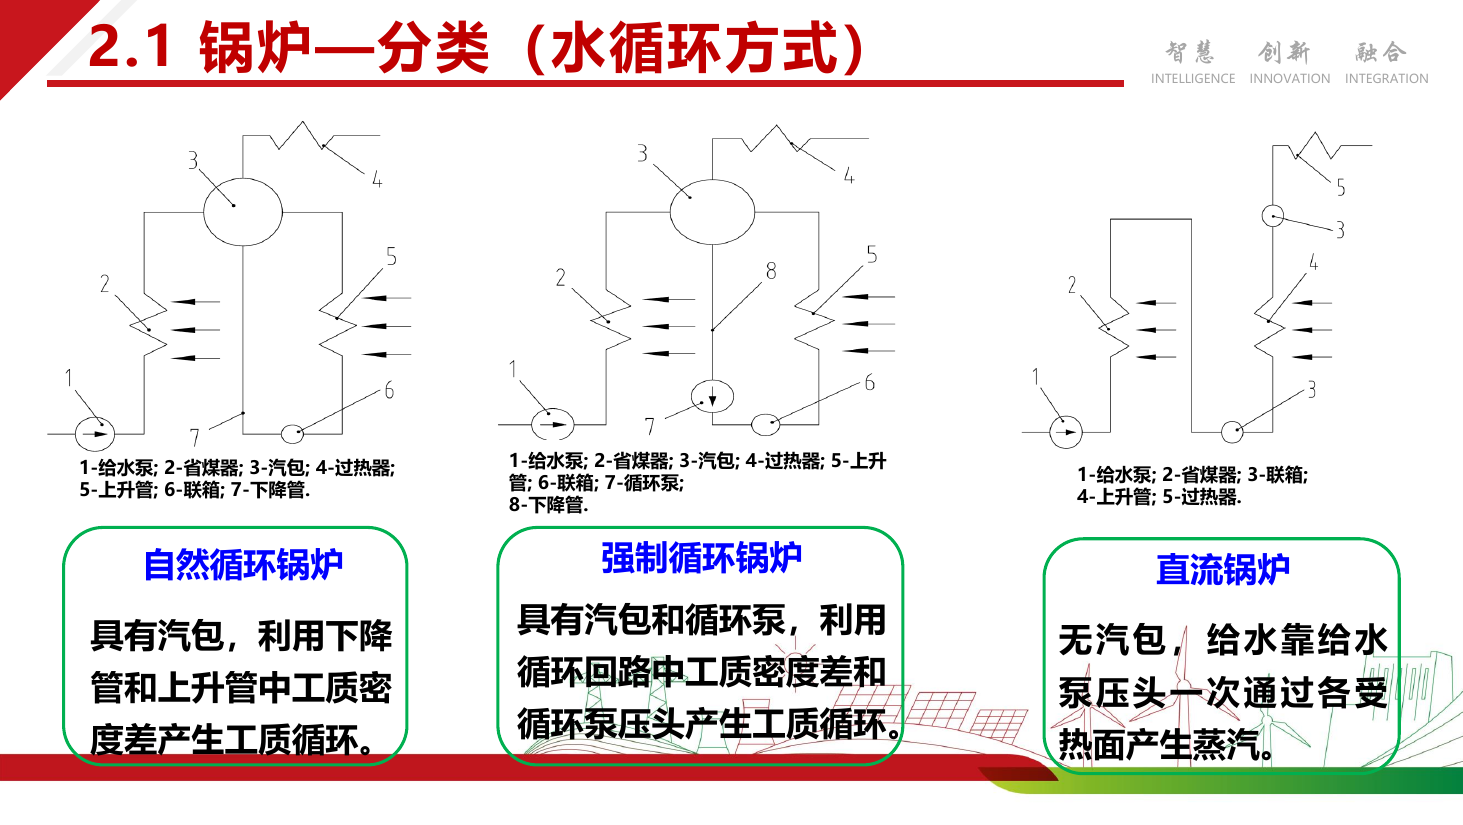 2.1 锅炉—分类（水循环方式）
智慧 创新 融合
INTELLIGENCE INNOVATION INTEGRATION
3
4
2
5
1
6
7
1-给水泵; 2-省煤器; 3-汽包; 4-过热器;
5-上升管; 6-联箱; 7-下降管.
自然循环锅炉
具有汽包，利用下降
管和上升管中工质密
度差产生工质循环。
3
4
2
8
5
1
6
7
1-给水泵; 2-省煤器; 3-汽包; 4-过热器; 5-上升
管; 6-联箱; 7-循环泵;
8-下降管.
强制循环锅炉
具有汽包和循环泵，利用
循环回路中工质密度差和
循环泵压头产生工质循环。
5
3
4
2
1
3
1-给水泵; 2-省煤器; 3-联箱;
4-上升管; 5-过热器.
直流锅炉
无汽包，给水靠给水
泵压头一次通过各受
热面产生蒸汽。